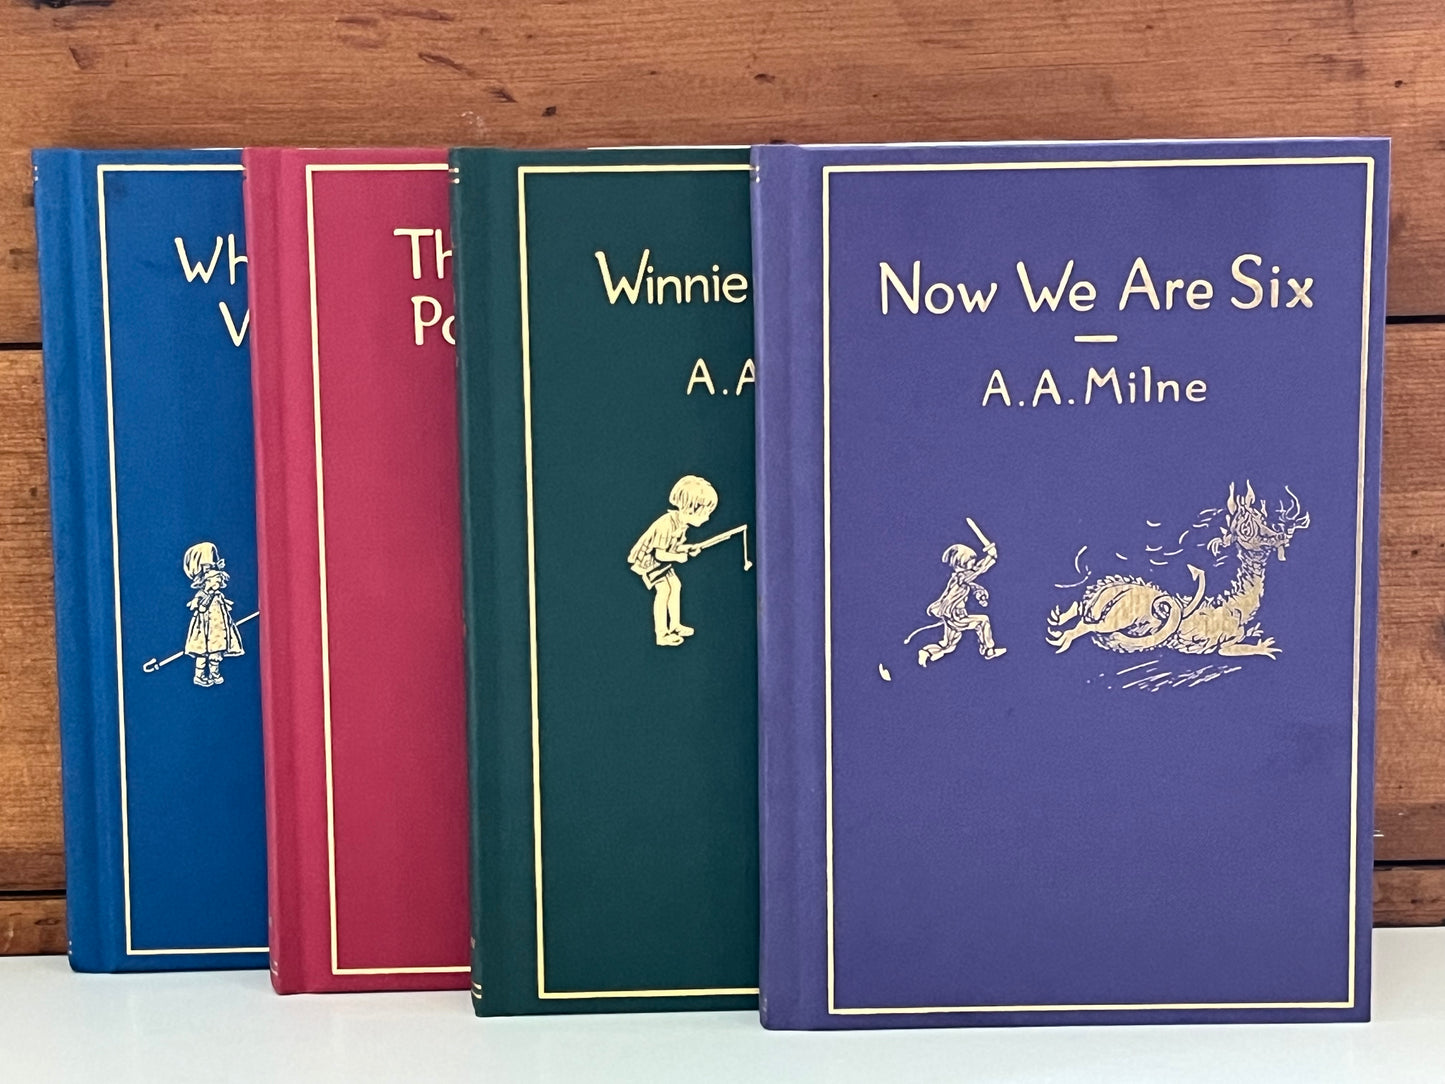 Wh
V
Th
Po
Winnie
A.A
Now We Are Six
A.A. Milne